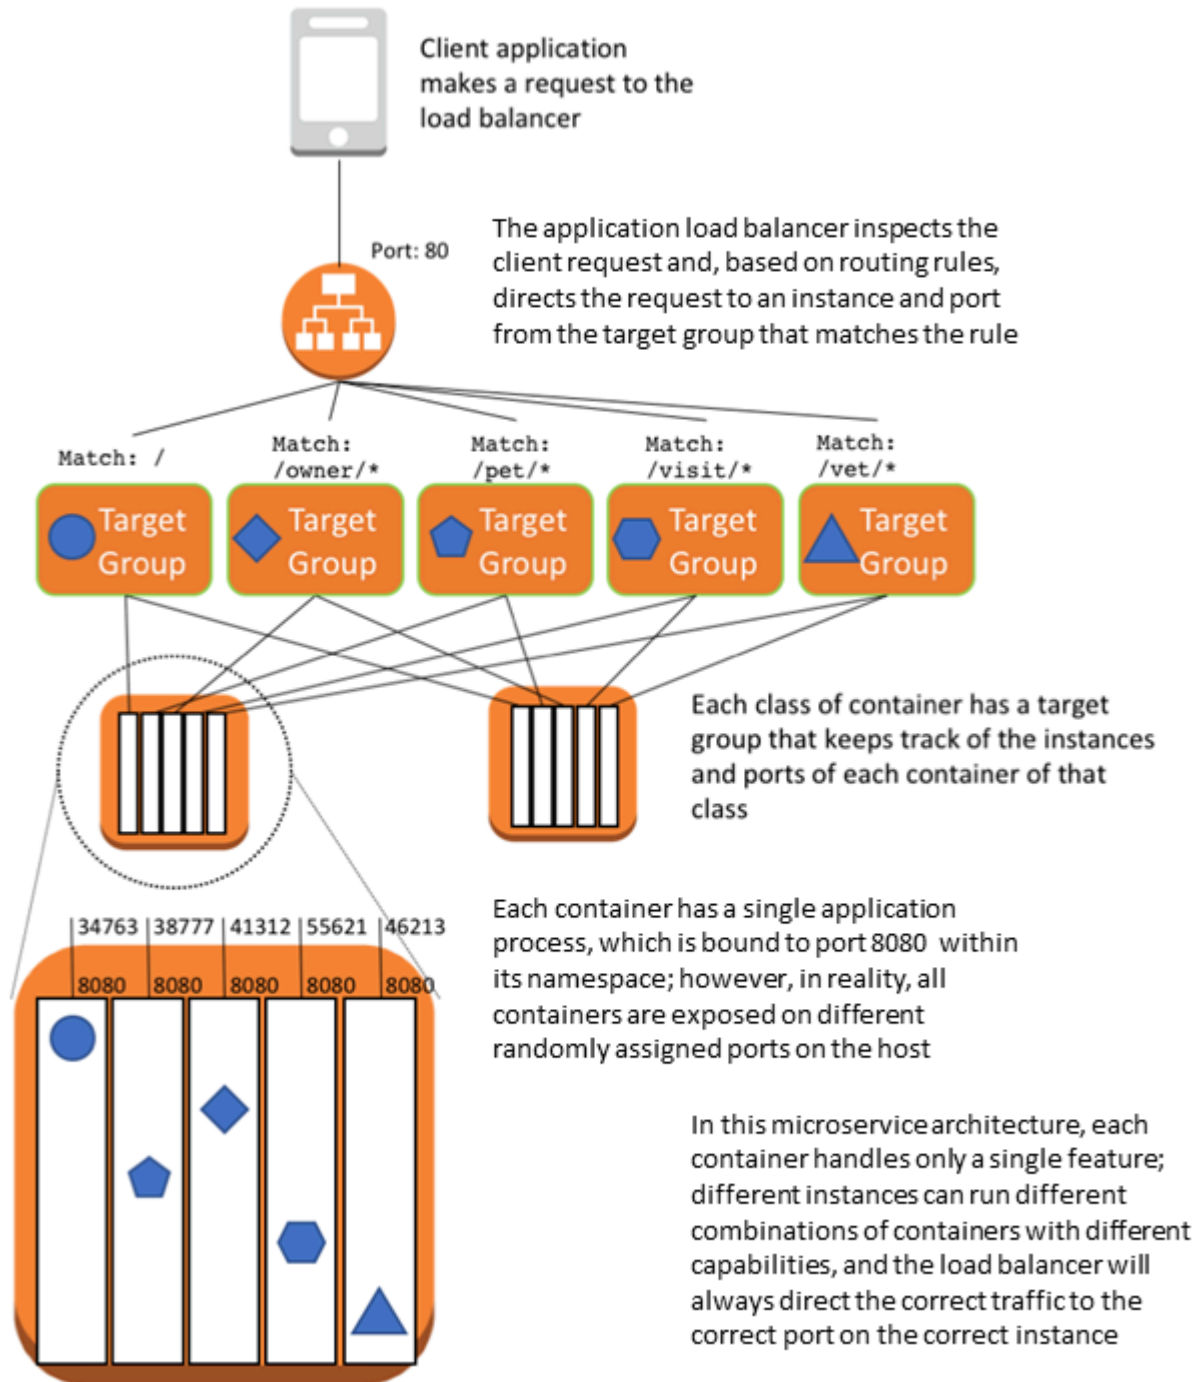 Client application
makes a request to the
load balancer
Port: 80
The application load balancer inspects the
client request and, based on routing rules,
directs the request to an instance and port
from the target group that matches the rule
Match: /
Match:
/owner/*
Match:
/pet/*
Match:
/visit/*
Match:
/vet/*
Target
Group
Target
Group
Target
Group
Target
Group
Target
Group
Each class of container has a target
group that keeps track of the instances
and ports of each container of that
class
34763 38777 41312 55621 46213
8080 8080 8080 8080 8080
Each container has a single application
process, which is bound to port 8080 within
its namespace; however, in reality, all
containers are exposed on different
randomly assigned ports on the host
In this microservice architecture, each
container handles only a single feature;
different instances can run different
combinations of containers with different
capabilities, and the load balancer will
always direct the correct traffic to the
correct port on the correct instance